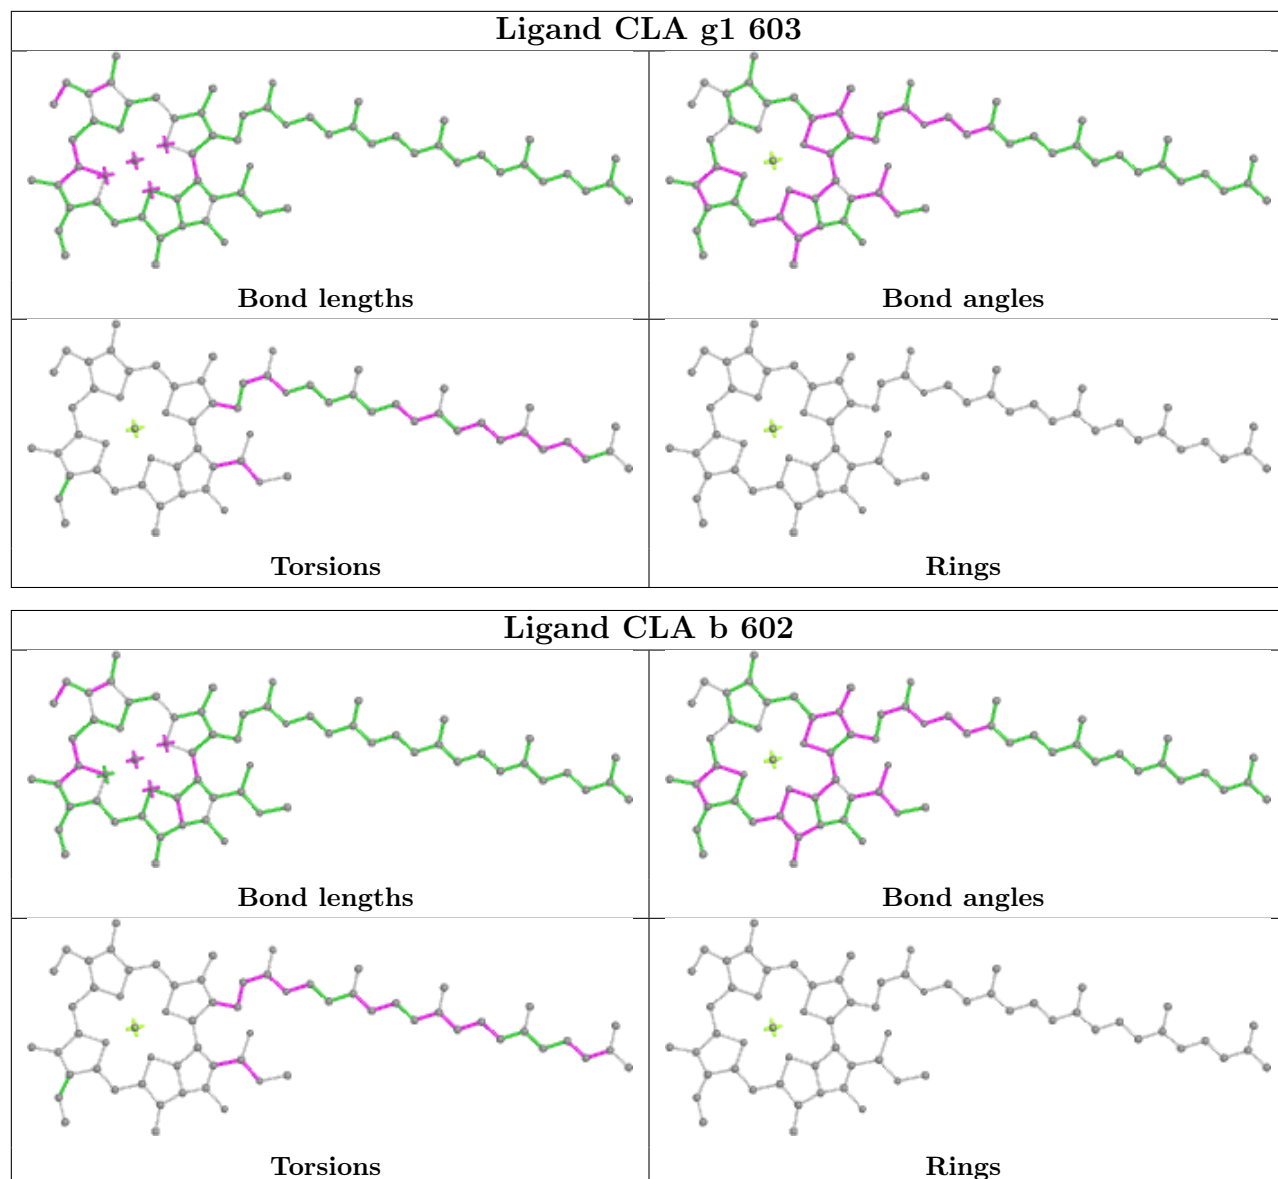 Ligand CLA g1 603
Bond lengths
Bond angles
Torsions
Rings
Ligand CLA b 602
Bond lengths
Bond angles
Torsions
Rings